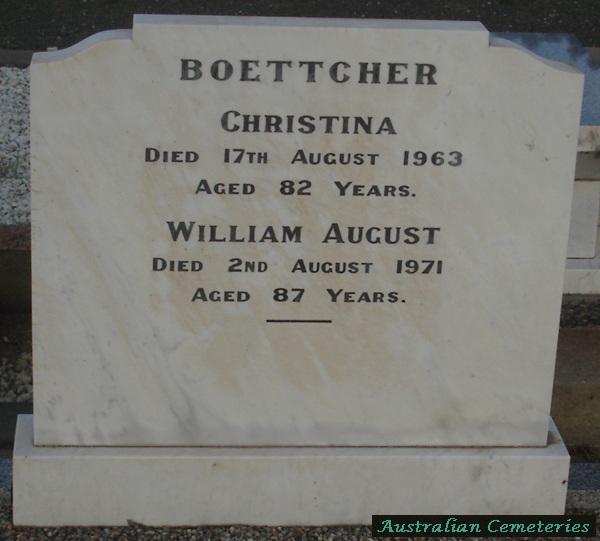 BOETTCHER
CHRISTINA
DIED 17TH AUGUST 1963
AGED 82 YEARS.
WILLIAM AUGUST
DIED 2ND AUGUST 1971
AGED 87 YEARS.
Australian Cemeteries